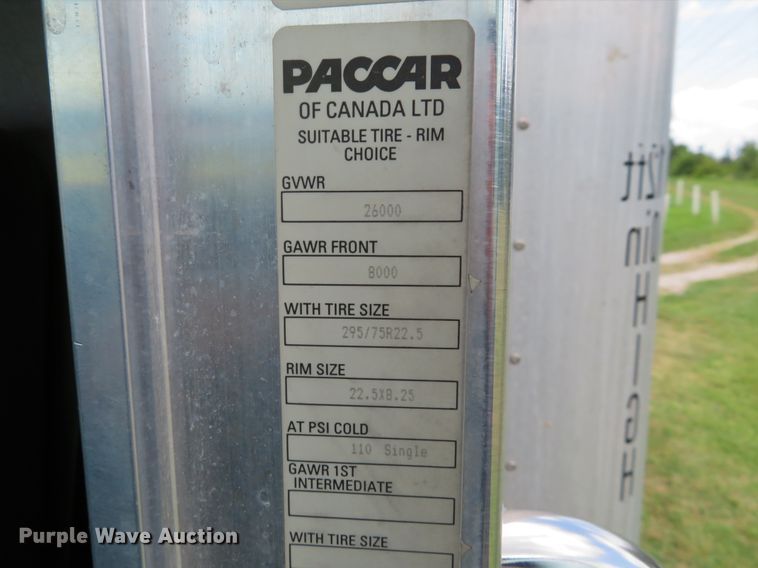 PACCAR
OF CANADA LTD
SUITABLE TIRE - RIM
CHOICE
GVWR
26000
GAWR FRONT
8000
WITH TIRE SIZE
295/75R22.5
RIM SIZE
22.5X8.25
AT PSI COLD
110 Single
GAWR 1ST
INTERMEDIATE
WITH TIRE SIZE
Purple Wave Auction®